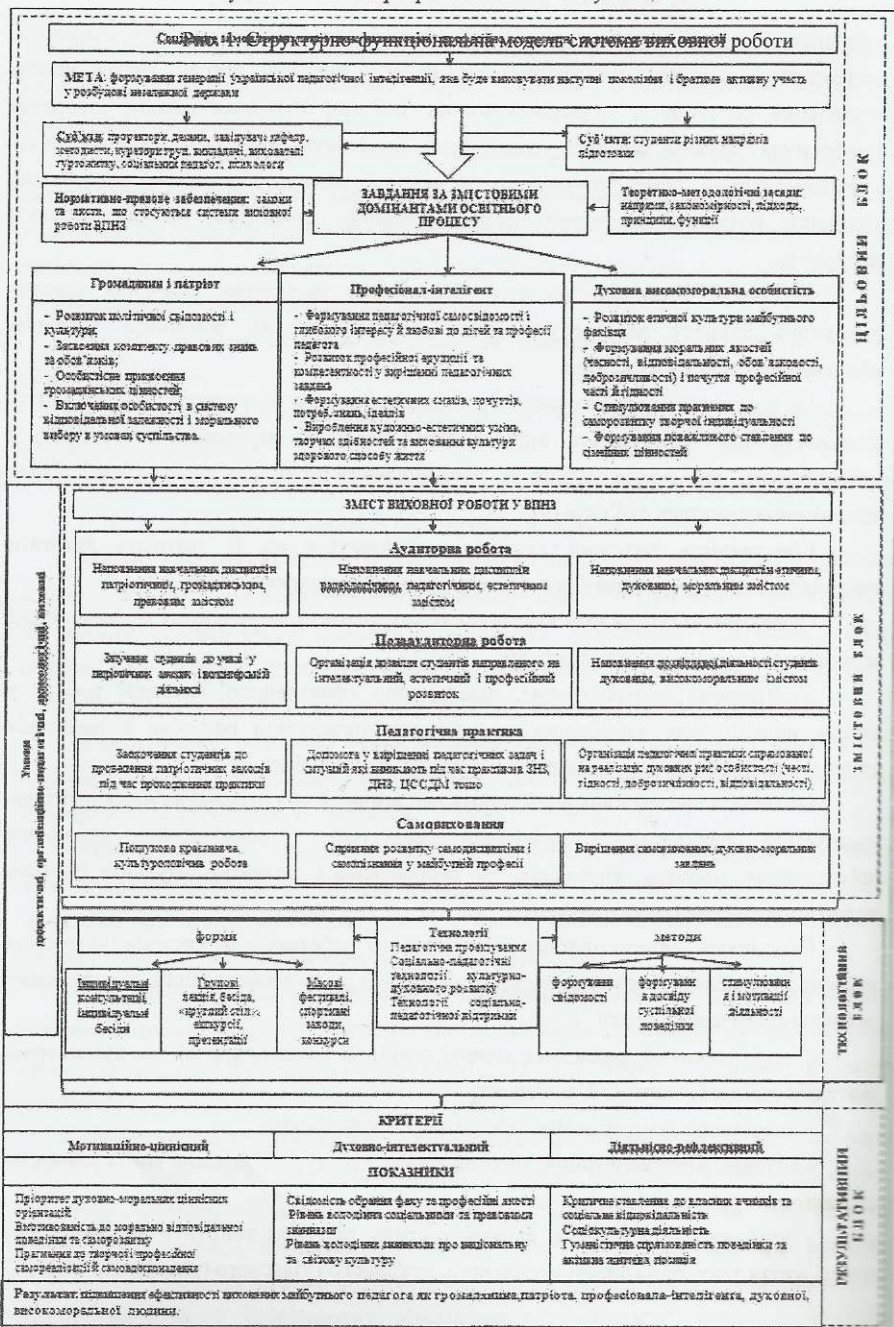 Рис. 1. Структурно-функціональна модель системи виховної роботи
МЕТА: формування генерації української педагогічної інтелігенції, яка буде виховувати наступні покоління і братиме активну участь
у розбудові незалежної держави
Суб'єкти: проректори, декани, завідувачі кафедр,
методисти, куратори груп, викладачі, вихователі
гуртожитку, соціальний педагог, психологи
Суб'єкти: студенти різних напрямів
підготовки
Нормативно-правове забезпечення: закони
та листи, що стосуються системи виховної
роботи ВПНЗ
ЗАВДАННЯ ЗА ЗМІСТОВИМИ
ДОМІНАНТАМИ ОСВІТНЬОГО
ПРОЦЕСУ
Теоретико-методологічні засади:
напрями, закономірності, підходи,
принципи, функції
ЦІЛЬОВИЙ БЛОК
Громадянин і патріот
- Розвиток політичної свідомості і
культури;
- Засвоєння комплексу правових знань
та обов'язків;
- Особистісне присвоєння
громадянських цінностей;
- Включення особистості в систему
відповідальної залежності і морального
вибору в умовах суспільства.
Професіонал-інтелігент
- Формування педагогічної самосвідомості і
глибокого інтересу й любові до дітей та професії
педагога
- Розвиток професійної ерудиції та
компетентності у вирішенні педагогічних
завдань
- Формування естетичних смаків, почуттів,
потреб, знань, ідеалів
- Вироблення художньо-естетичних умінь,
творчих здібностей та виховання культури
здорового способу життя
Духовна високоморальна особистість
- Розвиток етичної культури майбутнього
фахівця
- Формування моральних якостей
(чесності, відповідальності, обов'язковості,
доброзичливості) і почуття професійної
честі й гідності
- Стимулювання прагнення до
саморозвитку творчої індивідуальності
- Формування поважливого ставлення до
сімейних цінностей
ЗМІСТ ВИХОВНОЇ РОБОТИ У ВПНЗ
Аудиторна робота
Наповнення навчальних дисциплін
патріотичним, громадянським,
правовим змістом
Наповнення навчальних дисциплін
валеологічним, педагогічним, естетичним
змістом
Наповнення навчальних дисциплін етичним,
духовним, моральним змістом
Позааудиторна робота
Залучення студентів до участі у
патріотичних акціях і волонтерській
діяльності
Організація дозвілля студентів направленого на
інтелектуальний, естетичний і професійний
розвиток
Наповнення дозвіллєвої діяльності студентів
духовним, високоморальним змістом
Педагогічна практика
Заохочення студентів до
проведення патріотичних заходів
під час проходження практики
Допомога у вирішенні педагогічних задач і
ситуацій які виникають під час практики в ЗНЗ,
ДНЗ, ЦССДМ тощо
Організація педагогічної практики спрямованої
на реалізацію духовних рис особистості (честі,
гідності, доброзичливості, відповідальності)
Самовиховання
Пошукова краєзнавча,
культурологічна робота
Сприяння розвитку самодисципліни і
самопізнання у майбутній професії
Вирішення самовиховних, духовно-моральних
завдань
ЗМІСТОВИЙ БЛОК
Умови
дидактичні, організаційно-педагогічні, виховні
форми
Індивідуальні
консультації,
індивідуальні
бесіди
Групові
лекція, бесіда,
«круглий стіл»,
екскурсії,
презентації
Масові
фестивалі,
спортивні
заходи,
конкурси
Технології
Педагогічна проектування
Соціально-педагогічні
технології культурно-
духовного розвитку
Технології соціально-
педагогічної підтримки
методи
формування
свідомості
формуванн
я досвіду
суспільної
поведінки
стимулюванн
я і мотивації
діяльності
ТЕХНОЛОГІЧНИЙ БЛОК
КРИТЕРІЇ
Мотиваційно-ціннісний
Духовно-інтелектуальний
Діяльнісно-рефлексивний
ПОКАЗНИКИ
Пріоритет духовно-моральних ціннісних
орієнтацій
Вмотивованість до морально відповідальної
поведінки та саморозвитку
Прагнення до творчої професійної
самореалізації й самовдосконалення
Свідомість обрання фаху та професійні якості
Рівень володіння соціальними та правовими
знаннями
Рівень володіння знаннями про національну
та світову культуру
Критичне ставлення до власних вчинків та
соціальна відповідальність
Соціокультурна діяльність
Гуманістична спрямованість поведінки та
активна життєва позиція
РЕЗУЛЬТАТИВНИЙ БЛОК
Результат: підвищення ефективності виховання майбутнього педагога як громадянина, патріота, професіонала-інтелігента, духовної,
високоморальної людини.